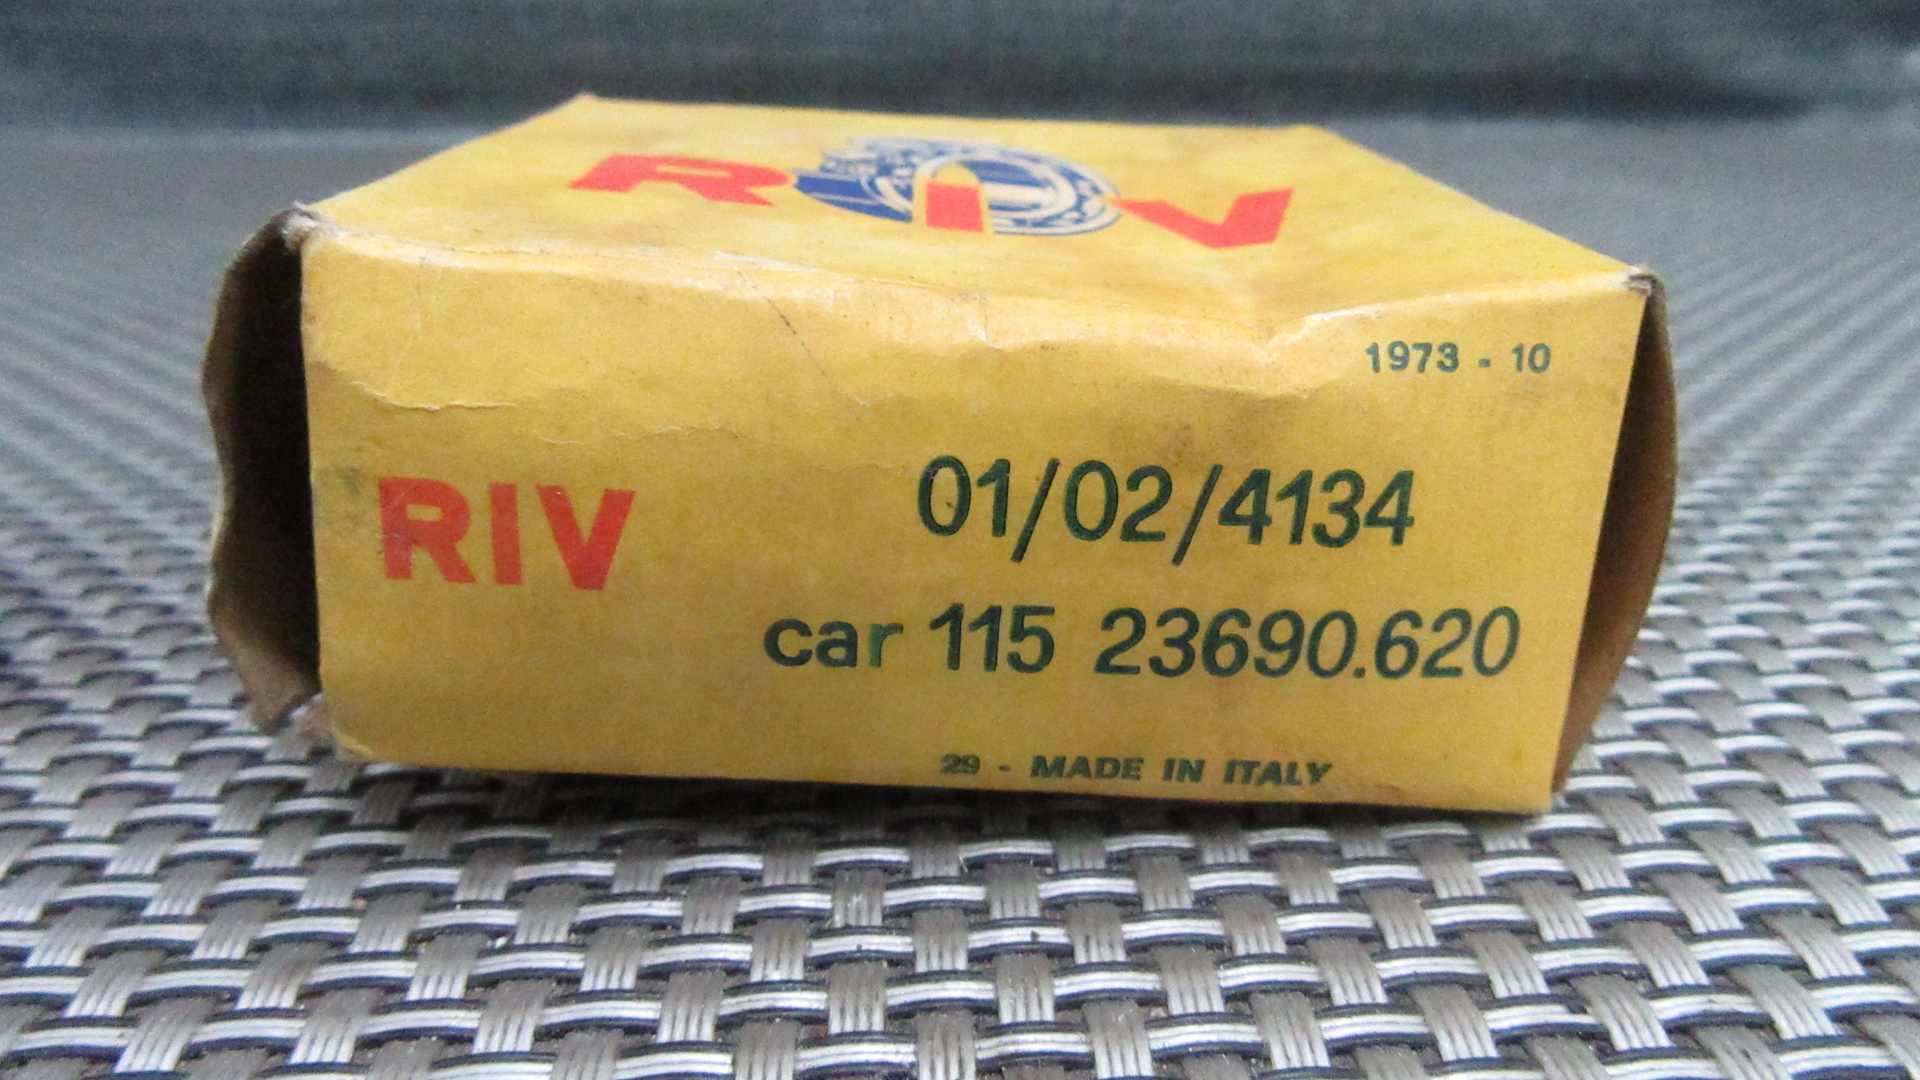 RIV
1973 - 10
RIV
01/02/4134
car 115 23690.620
29 - MADE IN ITALY